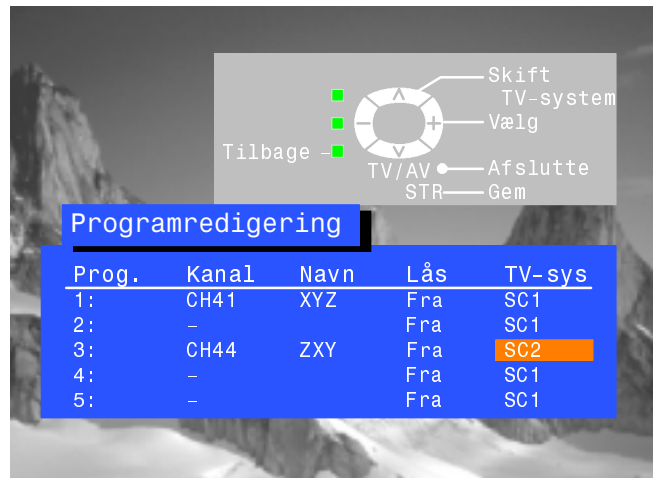 Skift
TV-system
Vælg
Tilbage
TV/AV
Afslutte
STR
Gem
Programredigering
Prog. Kanal Navn Lås TV-sys
1: CH41 XYZ Fra SC1
2: – Fra SC1
3: CH44 ZXY Fra SC2
4: – Fra SC1
5: – Fra SC1